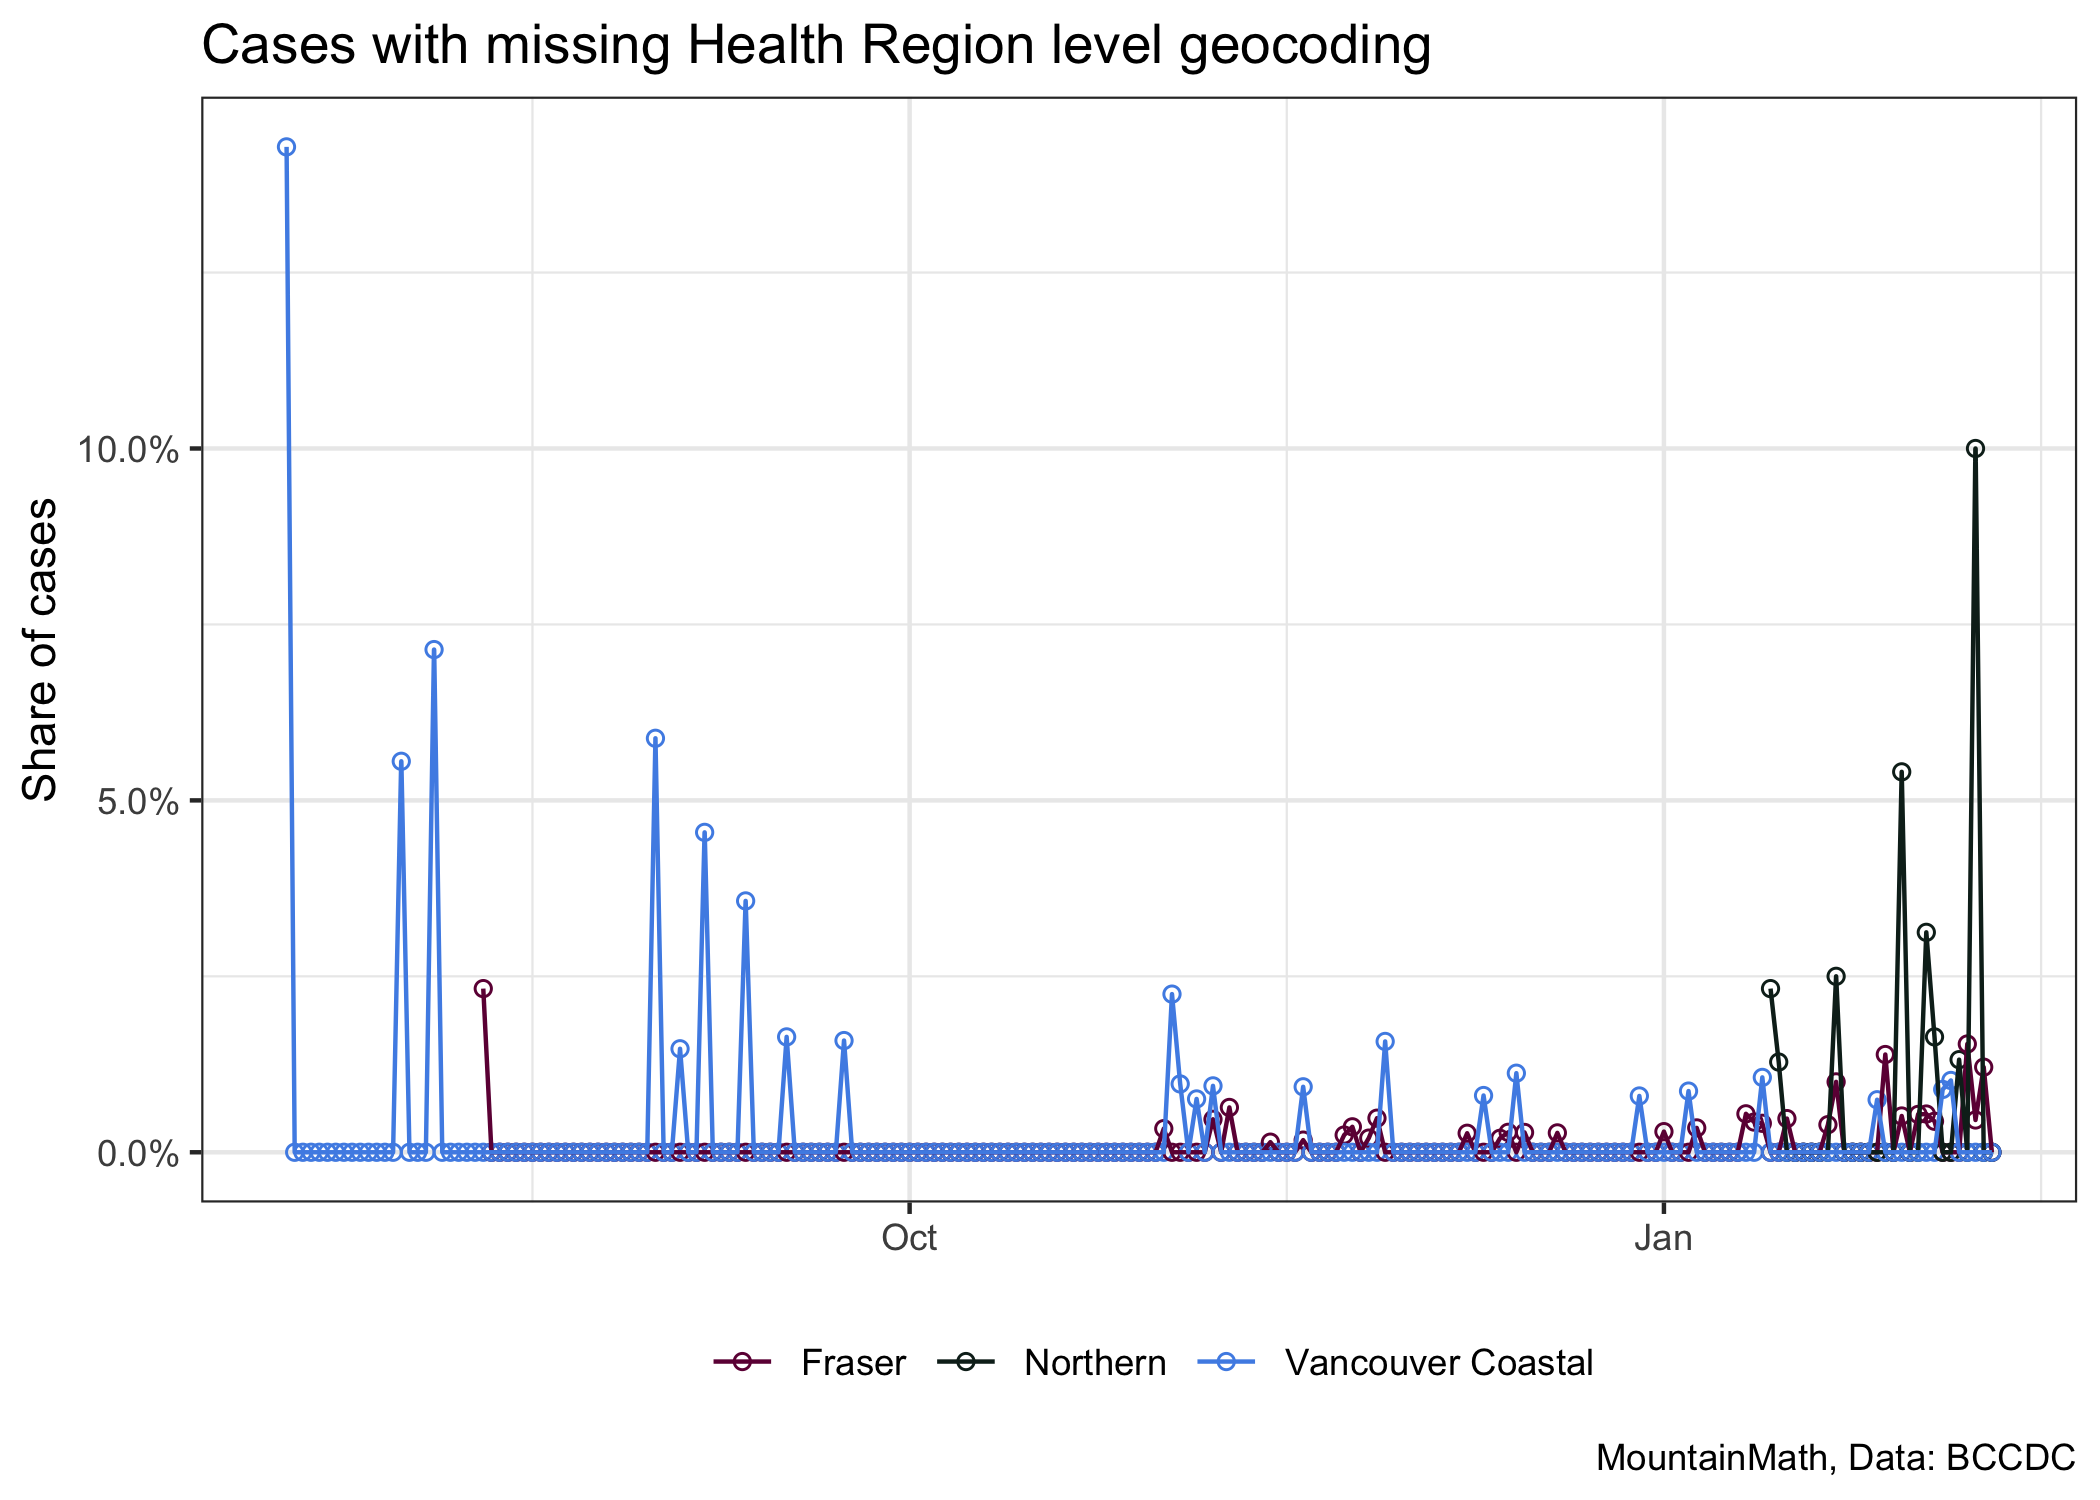 Cases with missing Health Region level geocoding
Share of cases
10.0%
5.0%
0.0%
Oct
Jan
Fraser
Northern
Vancouver Coastal
MountainMath, Data: BCCDC